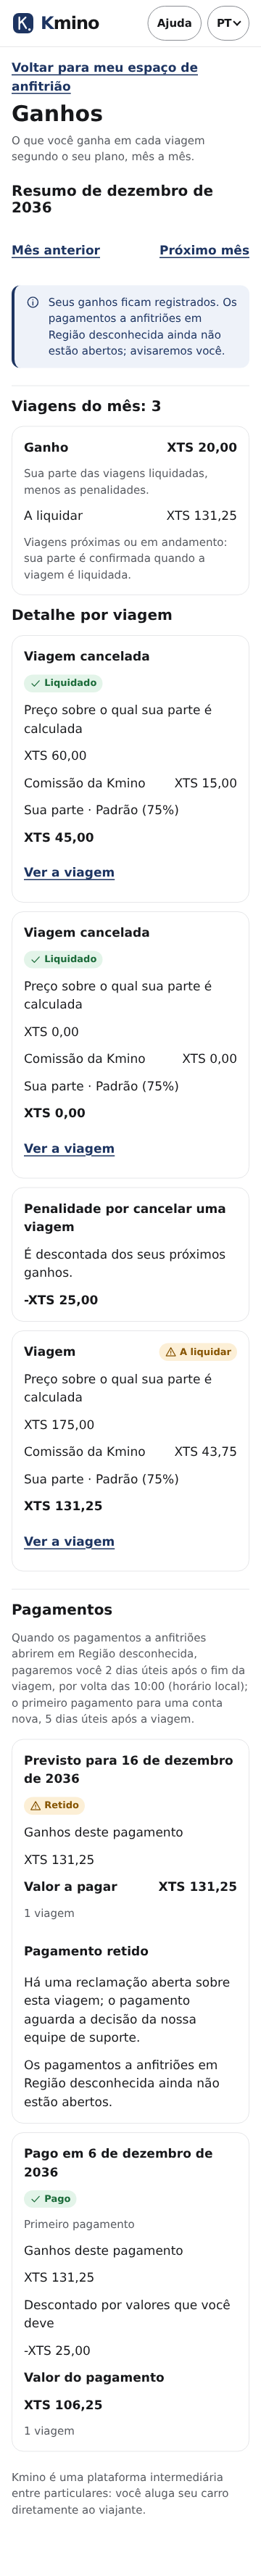 Kmino
Ajuda
PT
Voltar para meu espaço de
anfitrião
Ganhos
O que você ganha em cada viagem
segundo o seu plano, mês a mês.
Resumo de dezembro de
2036
Mês anterior
Próximo mês
Seus ganhos ficam registrados. Os
pagamentos a anfitriões em
Região desconhecida ainda não
estão abertos; avisaremos você.
Viagens do mês: 3
Ganho XTS 20,00
Sua parte das viagens liquidadas,
menos as penalidades.
A liquidar XTS 131,25
Viagens próximas ou em andamento:
sua parte é confirmada quando a
viagem é liquidada.
Detalhe por viagem
Viagem cancelada
Liquidado
Preço sobre o qual sua parte é
calculada
XTS 60,00
Comissão da Kmino XTS 15,00
Sua parte · Padrão (75%)
XTS 45,00
Ver a viagem
Viagem cancelada
Liquidado
Preço sobre o qual sua parte é
calculada
XTS 0,00
Comissão da Kmino XTS 0,00
Sua parte · Padrão (75%)
XTS 0,00
Ver a viagem
Penalidade por cancelar uma
viagem
É descontada dos seus próximos
ganhos.
-XTS 25,00
Viagem A liquidar
Preço sobre o qual sua parte é
calculada
XTS 175,00
Comissão da Kmino XTS 43,75
Sua parte · Padrão (75%)
XTS 131,25
Ver a viagem
Pagamentos
Quando os pagamentos a anfitriões
abrirem em Região desconhecida,
pagaremos você 2 dias úteis após o fim da
viagem, por volta das 10:00 (horário local);
o primeiro pagamento para uma conta
nova, 5 dias úteis após a viagem.
Previsto para 16 de dezembro
de 2036
Retido
Ganhos deste pagamento
XTS 131,25
Valor a pagar XTS 131,25
1 viagem
Pagamento retido
Há uma reclamação aberta sobre
esta viagem; o pagamento
aguarda a decisão da nossa
equipe de suporte.
Os pagamentos a anfitriões em
Região desconhecida ainda não
estão abertos.
Pago em 6 de dezembro de
2036
Pago
Primeiro pagamento
Ganhos deste pagamento
XTS 131,25
Descontado por valores que você
deve
-XTS 25,00
Valor do pagamento
XTS 106,25
1 viagem
Kmino é uma plataforma intermediária
entre particulares: você aluga seu carro
diretamente ao viajante.